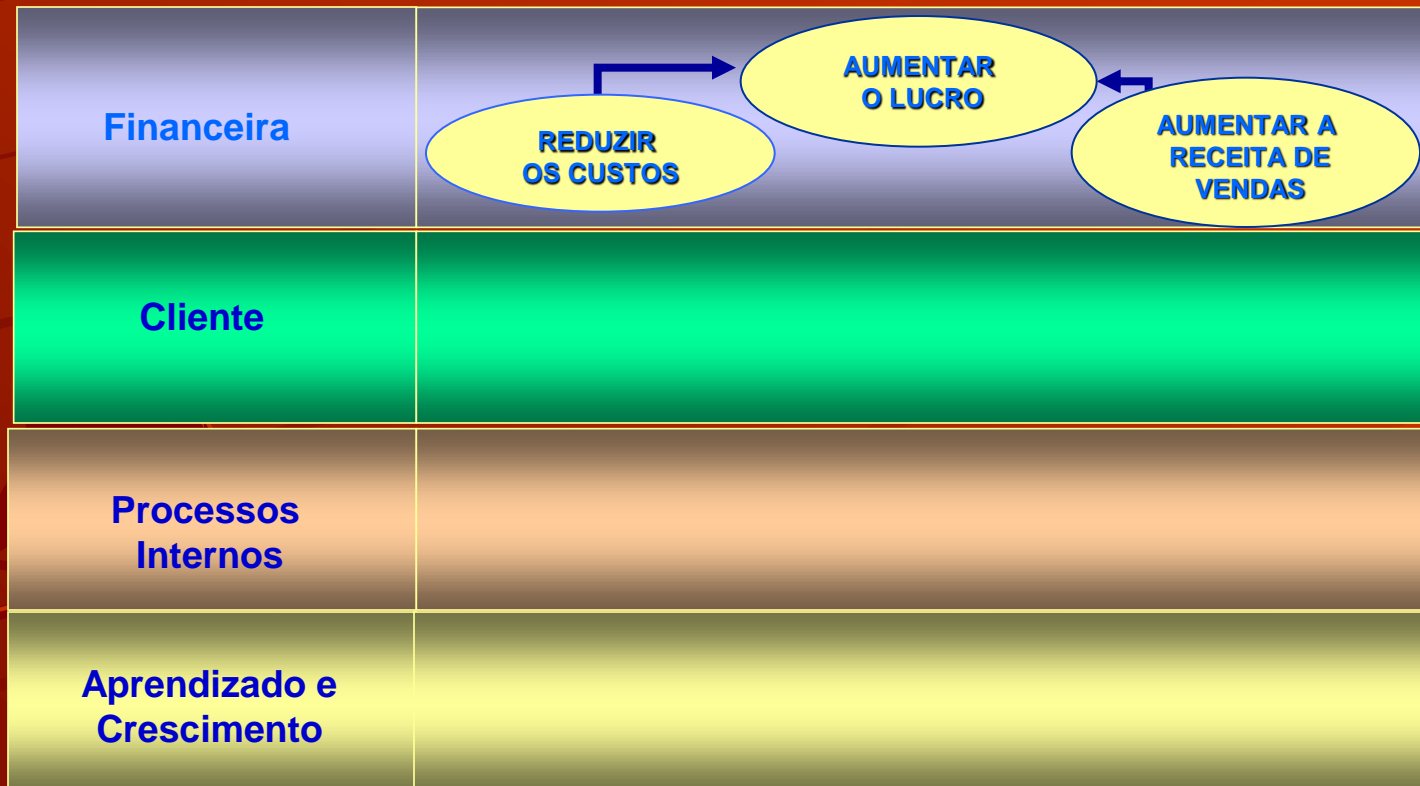 Financeira
REDUZIR
OS CUSTOS
AUMENTAR
O LUCRO
AUMENTAR A
RECEITA DE
VENDAS
Cliente
Processos
Internos
Aprendizado e
Crescimento